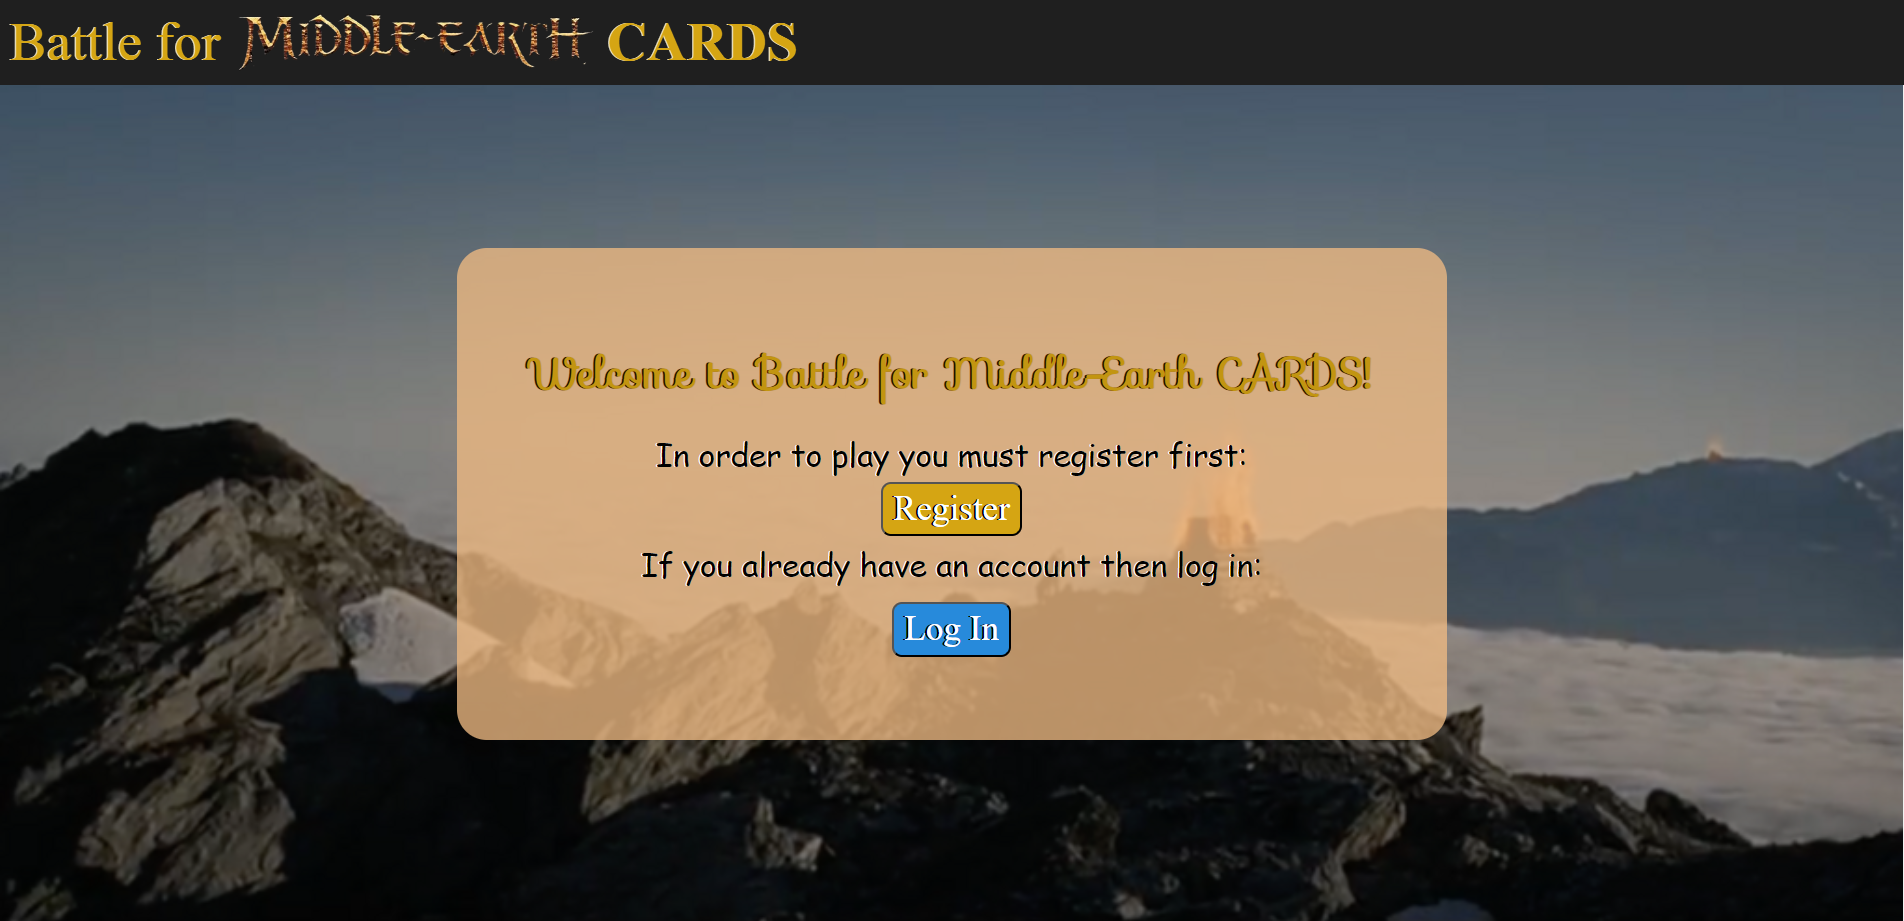 Battle for MIDDLE-EARTH CARDS
Welcome to Battle for Middle-Earth CARDS!
In order to play you must register first:
Register
If you already have an account then log in:
Log In